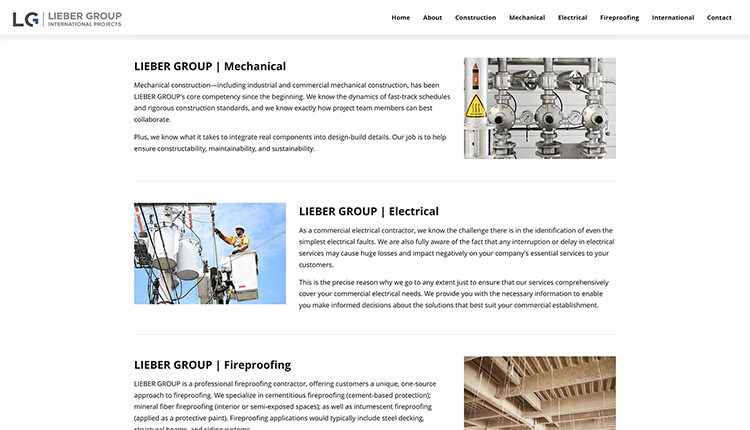 LG LIEBER GROUP
INTERNATIONAL PROJECTS
Home About Construction Mechanical Electrical Fireproofing International Contact
LIEBER GROUP | Mechanical
Mechanical construction—including industrial and commercial mechanical construction, has been
LIEBER GROUP's core competency since the beginning. We know the dynamics of fast-track schedules
and rigorous construction standards, and we know exactly how project team members can best
collaborate.
Plus, we know what it takes to integrate real components into design-build details. Our job is to help
ensure constructability, maintainability, and sustainability.
LIEBER GROUP | Electrical
As a commercial electrical contractor, we know the challenge there is in the identification of even the
simplest electrical faults. We are also fully aware of the fact that any interruption or delay in electrical
services may cause huge losses and impact negatively on your company's essential services to your
customers.
This is the precise reason why we go to any extent just to ensure that our services comprehensively
cover your commercial electrical needs. We provide you with the necessary information to enable
you make informed decisions about the solutions that best suit your commercial establishment.
LIEBER GROUP | Fireproofing
LIEBER GROUP is a professional fireproofing contractor, offering customers a unique, one-source
approach to fireproofing. We specialize in cementitious fireproofing (cement-based protection);
mineral fiber fireproofing (interior or semi-exposed spaces); as well as intumescent fireproofing
(applied as a protective paint). Fireproofing applications would typically include steel decking,
structural beams, and siding systems.